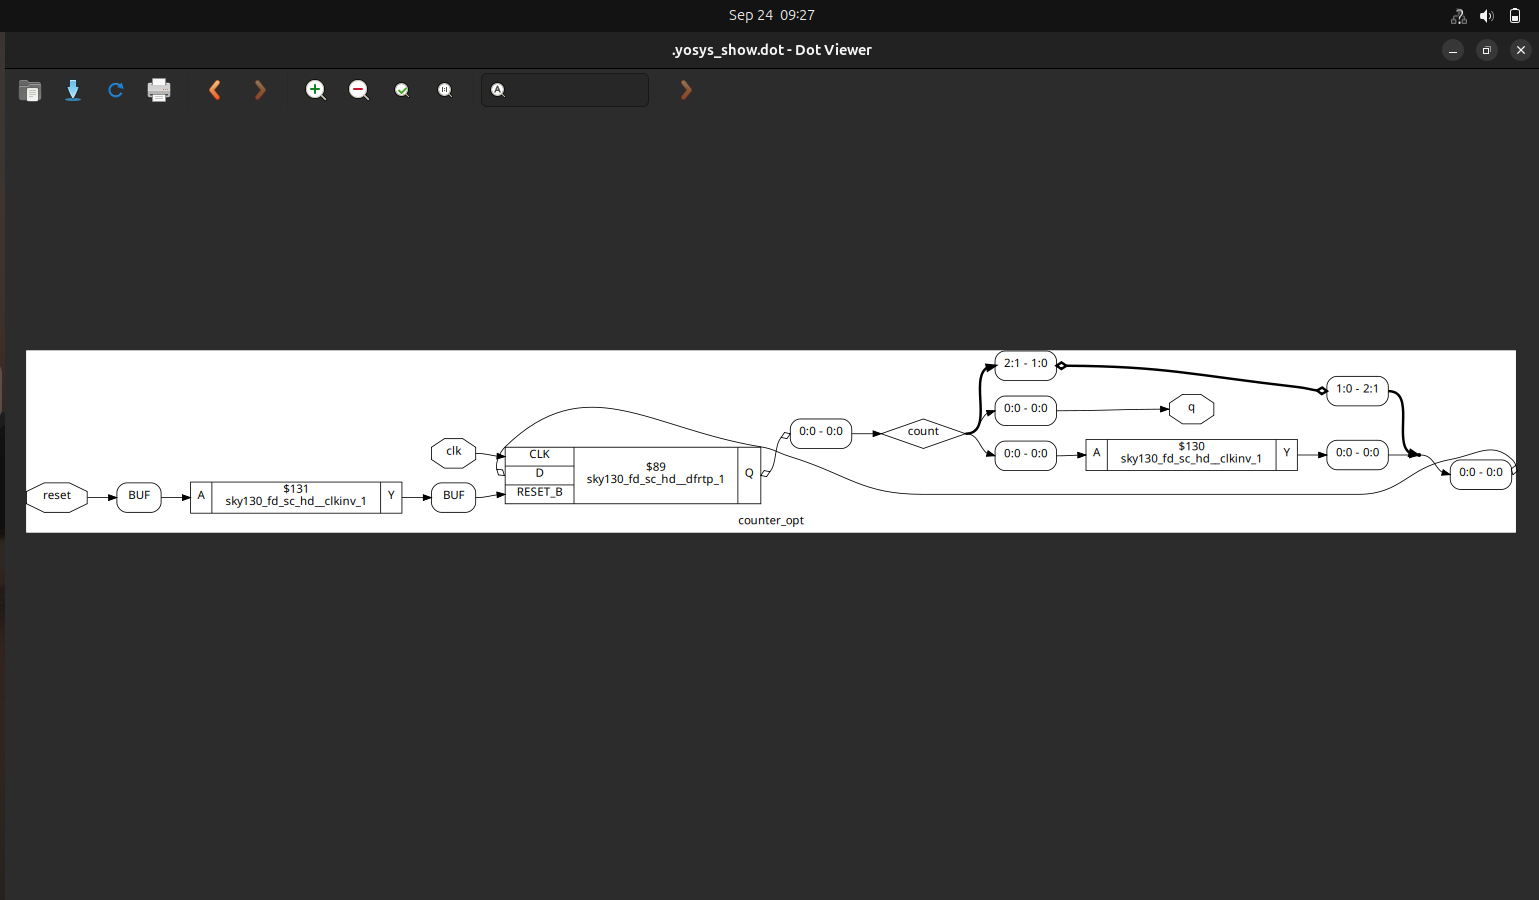 Sep 24 09:27
.yosys_show.dot - Dot Viewer
2:1 - 1:0
1:0 - 2:1
0:0 - 0:0
q
0:0 - 0:0
count
clk
CLK
D
RESET_B
$89
sky130_fd_sc_hd__dfrtp_1
Q
0:0 - 0:0
A
$130
sky130_fd_sc_hd__clkinv_1
Y
0:0 - 0:0
0:0 - 0:0
reset
BUF
A
$131
sky130_fd_sc_hd__clkinv_1
Y
BUF
counter_opt